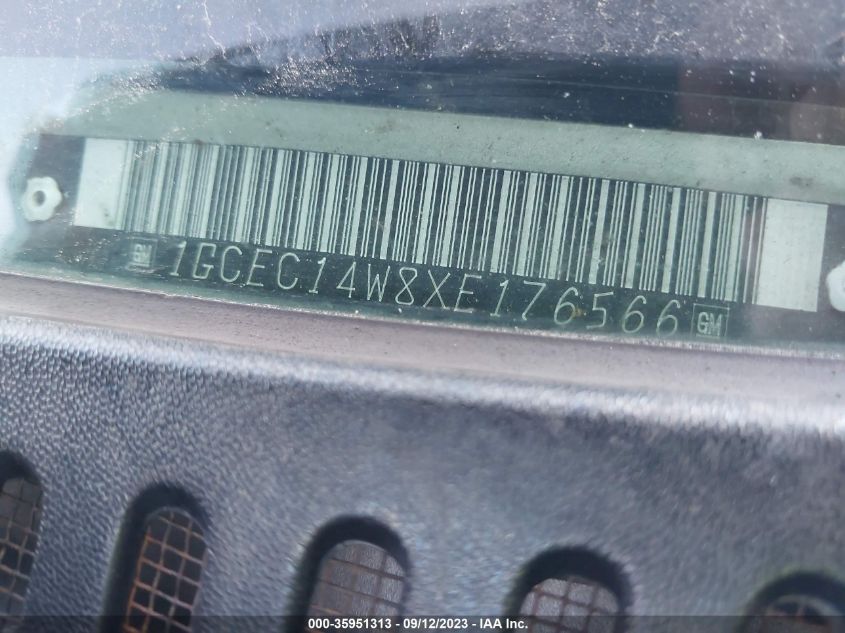 GM 1GCEC14W8XE176566 GM
000-35951313 - 09/12/2023 - IAA Inc.